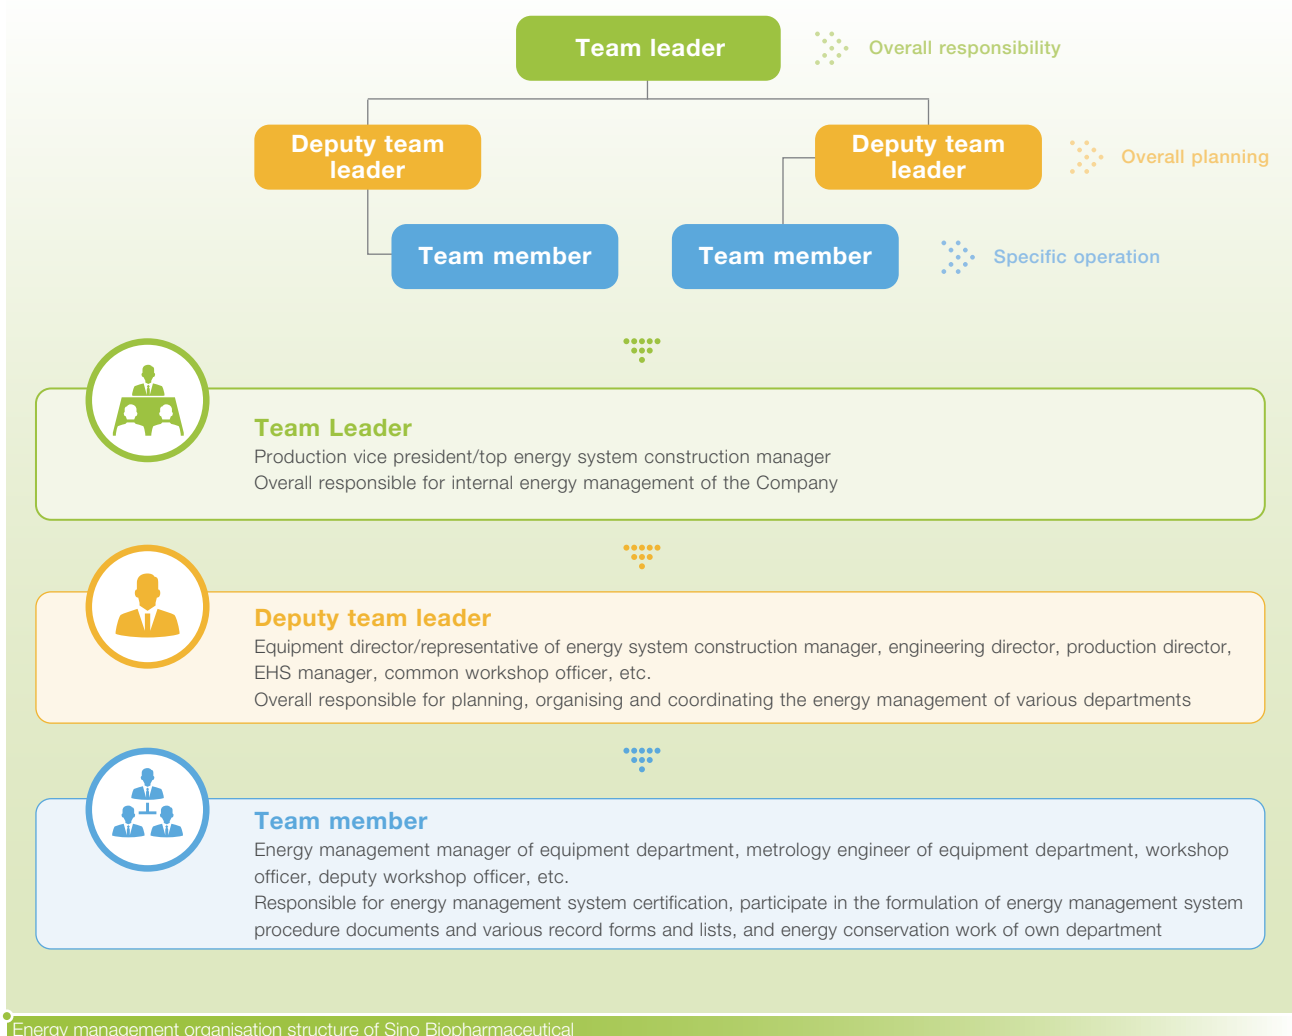 Team leader
Overall responsibility
Deputy team
leader
Deputy team
leader
Overall planning
Team member
Team member
Specific operation
Team Leader
Production vice president/top energy system construction manager
Overall responsible for internal energy management of the Company
Deputy team leader
Equipment director/representative of energy system construction manager, engineering director, production director,
EHS manager, common workshop officer, etc.
Overall responsible for planning, organising and coordinating the energy management of various departments
Team member
Energy management manager of equipment department, metrology engineer of equipment department, workshop
officer, deputy workshop officer, etc.
Responsible for energy management system certification, participate in the formulation of energy management system
procedure documents and various record forms and lists, and energy conservation work of own department
Energy management organisation structure of Sino Biopharmaceutical